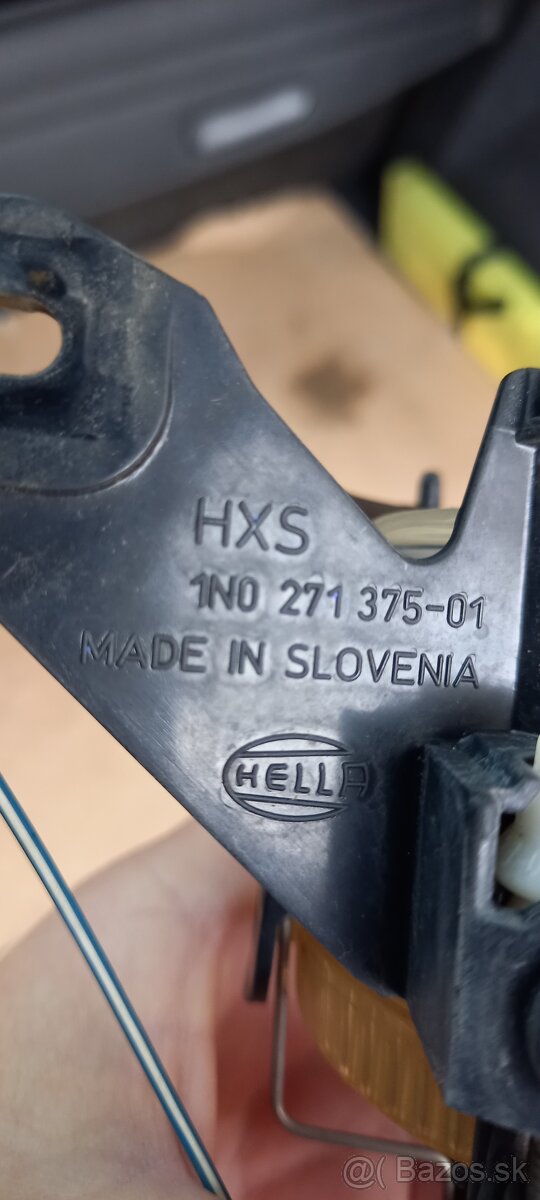 HXS
1N0 271 375-01
MADE IN SLOVENIA
HELLA
@ Bazos.sk